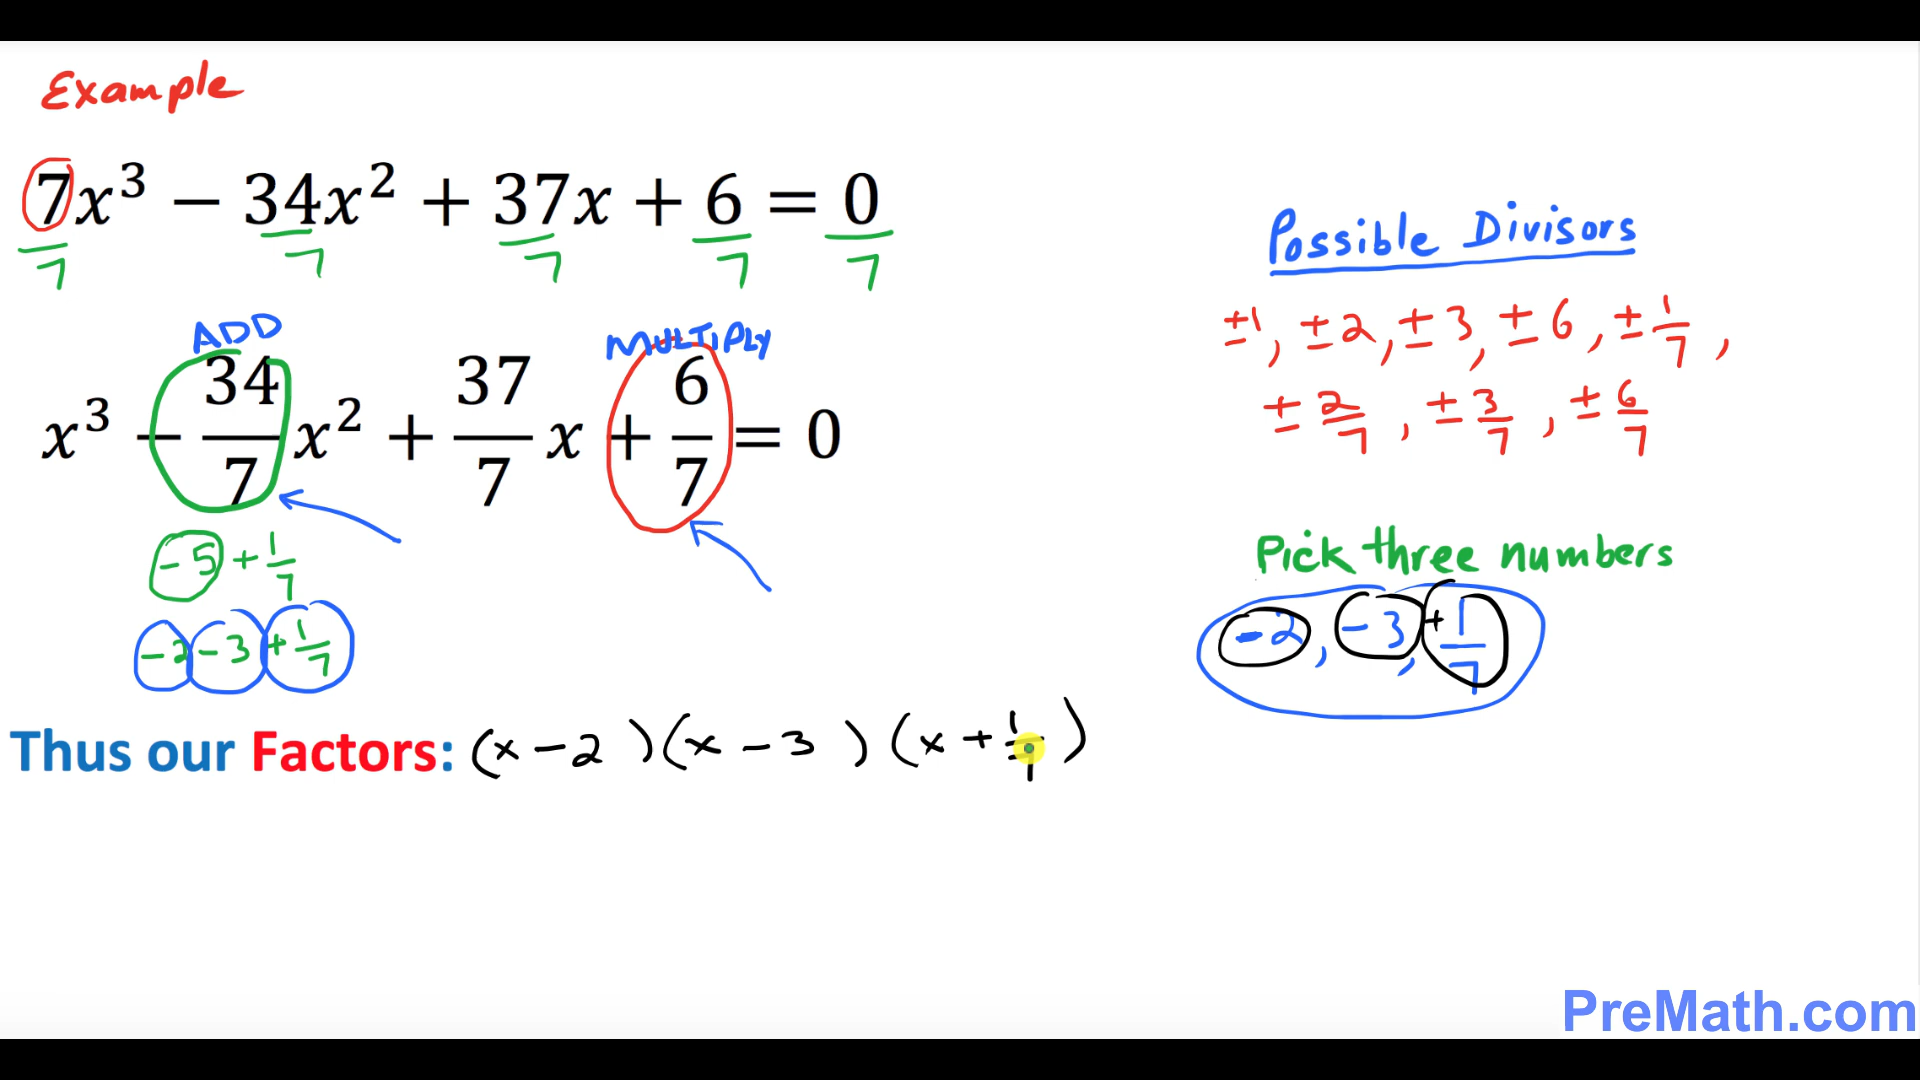 Example
7x³ − 34x² + 37x + 6 = 0
7 7 7 7 7
ADD MULTIPLY
x³ − 34/7 x² + 37/7 x + 6/7 = 0
−5 + 1/7
−2 −3 + 1/7
Thus our Factors: (x − 2 )(x − 3 )(x + 1/7 )
Possible Divisors
±1, ±2, ±3, ±6, ±1/7,
±2/7, ±3/7, ±6/7
Pick three numbers
−2, −3, +1/7
PreMath.com